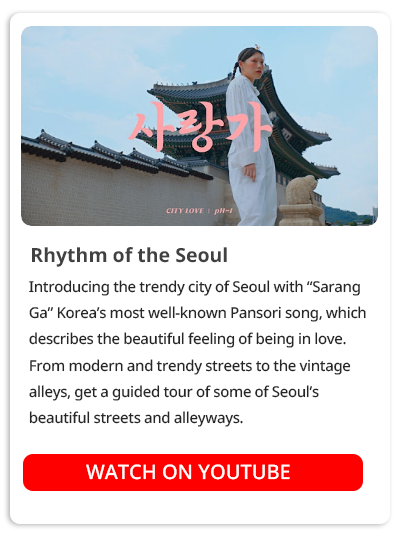 사랑가
CITY LOVE | pH-1
Rhythm of the Seoul
Introducing the trendy city of Seoul with “Sarang
Ga” Korea’s most well-known Pansori song, which
describes the beautiful feeling of being in love.
From modern and trendy streets to the vintage
alleys, get a guided tour of some of Seoul’s
beautiful streets and alleyways.
WATCH ON YOUTUBE